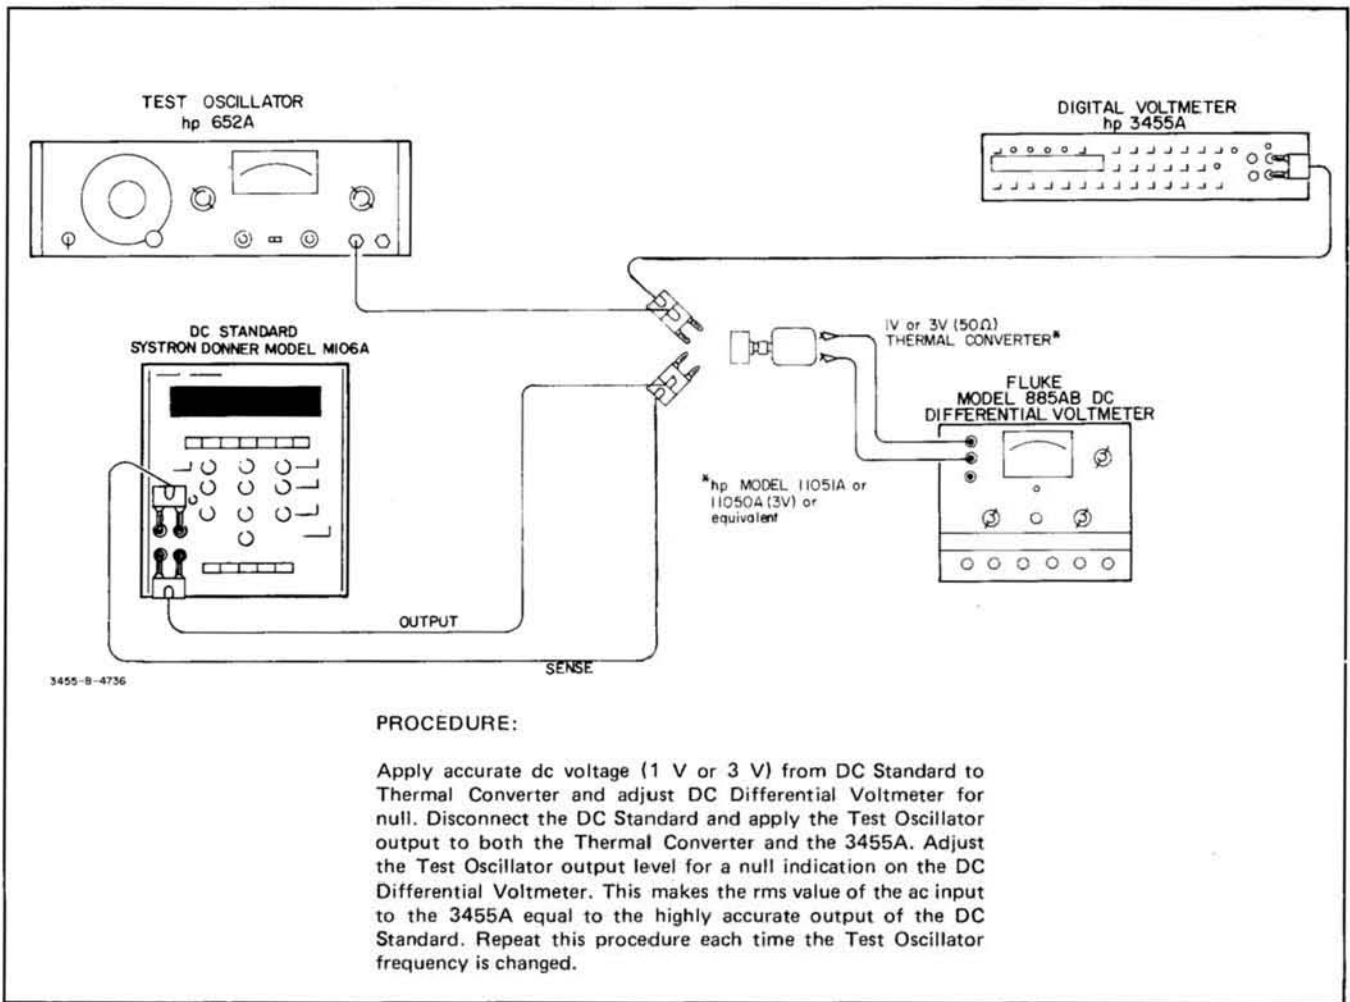 TEST OSCILLATOR
hp 652A
DIGITAL VOLTMETER
hp 3455A
DC STANDARD
SYSTRON DONNER MODEL M106A
1V or 3V (50Ω)
THERMAL CONVERTER*
FLUKE
MODEL 885AB DC
DIFFERENTIAL VOLTMETER
*hp MODEL 11051A or
11050A (3V) or
equivalent
OUTPUT
SENSE
3455-B-4736
PROCEDURE:
Apply accurate dc voltage (1 V or 3 V) from DC Standard to
Thermal Converter and adjust DC Differential Voltmeter for
null. Disconnect the DC Standard and apply the Test Oscillator
output to both the Thermal Converter and the 3455A. Adjust
the Test Oscillator output level for a null indication on the DC
Differential Voltmeter. This makes the rms value of the ac input
to the 3455A equal to the highly accurate output of the DC
Standard. Repeat this procedure each time the Test Oscillator
frequency is changed.